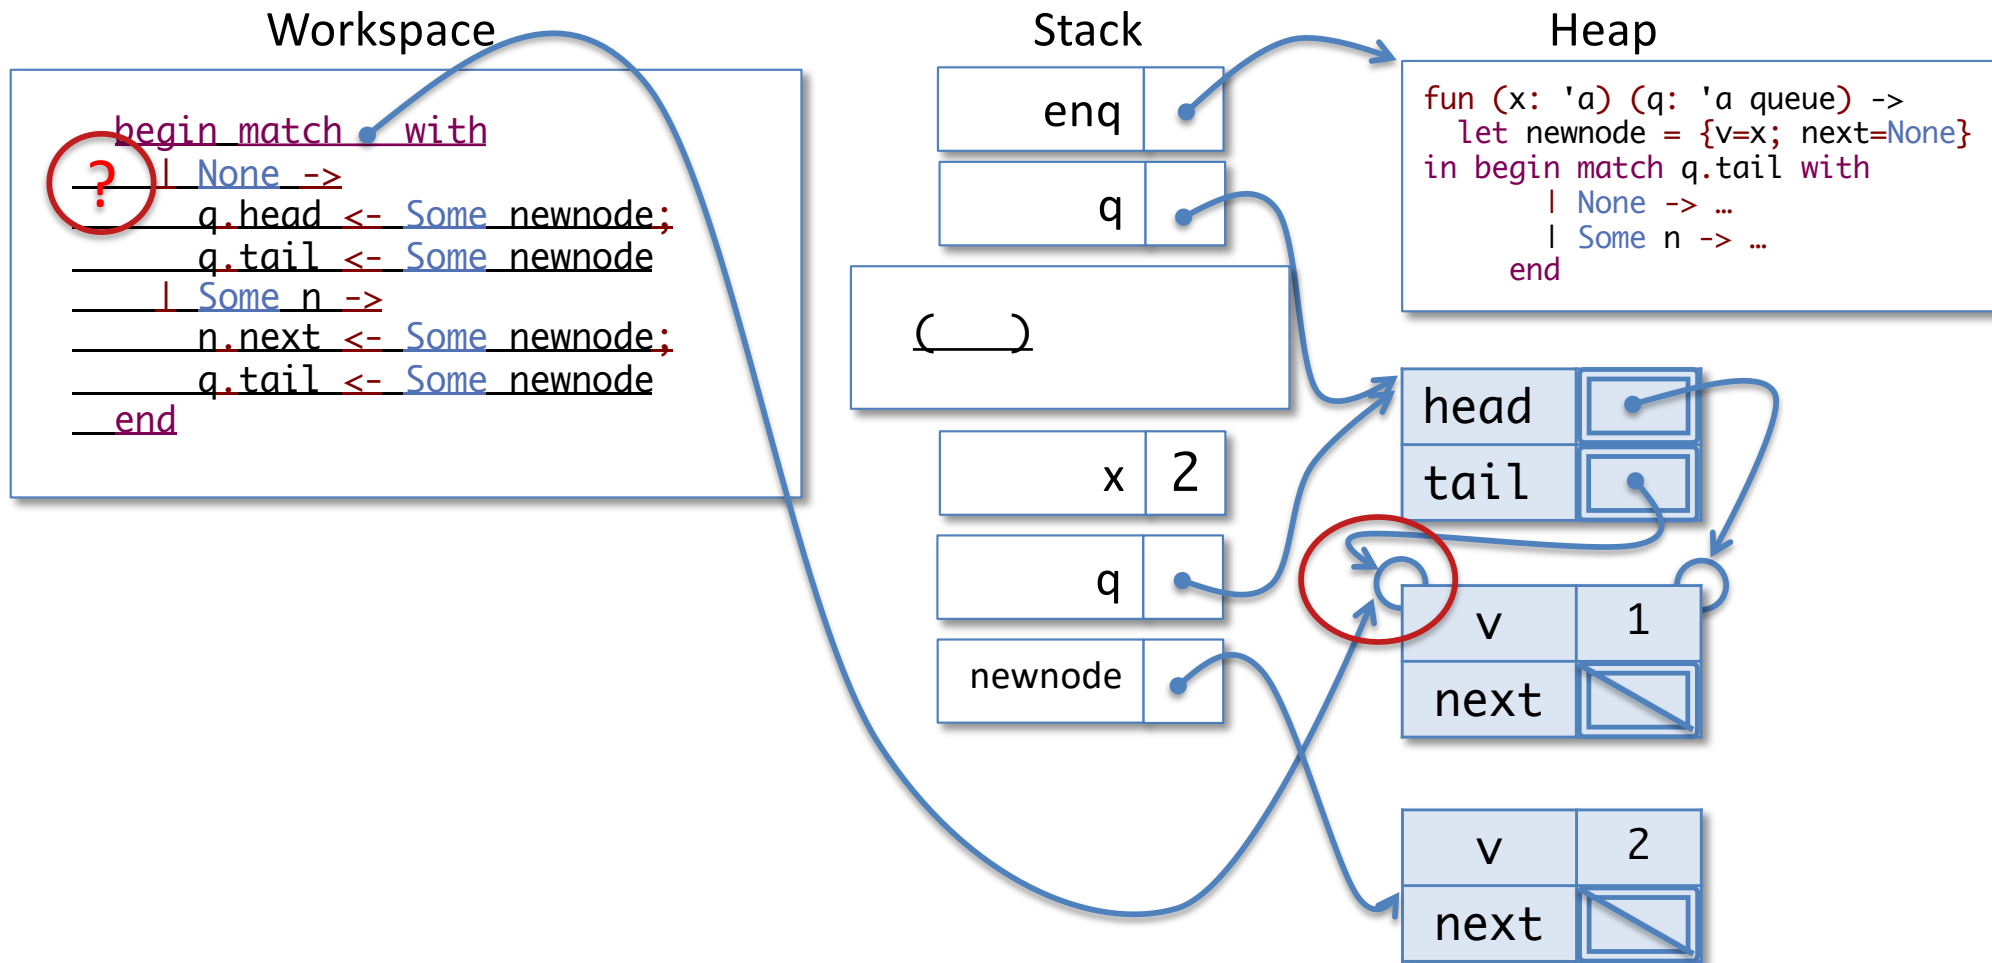 Workspace
begin match with
? | None ->
q.head <- Some newnode;
q.tail <- Some newnode
| Some n ->
n.next <- Some newnode;
q.tail <- Some newnode
end
Stack
enq
q
(   )
x 2
q
newnode
Heap
fun (x: 'a) (q: 'a queue) ->
let newnode = {v=x; next=None}
in begin match q.tail with
| None -> …
| Some n -> …
end
head
tail
v 1
next
v 2
next